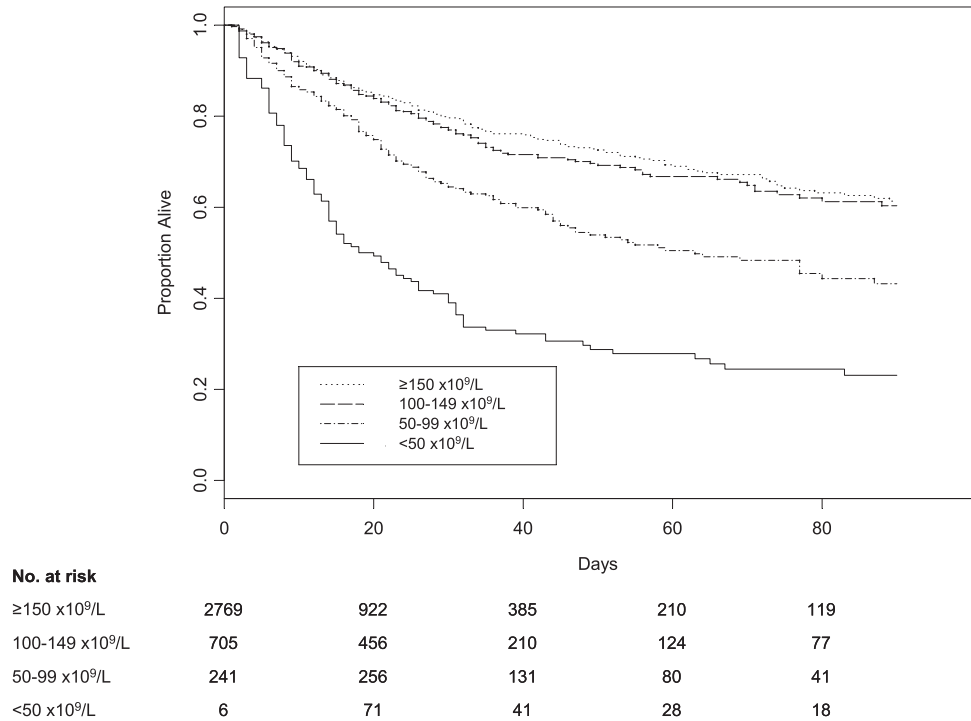 1.0
0.8
0.6
0.4
0.2
0.0
Proportion Alive
≥150 x10⁹/L
100-149 x10⁹/L
50-99 x10⁹/L
<50 x10⁹/L
0 20 40 60 80
Days
No. at risk
≥150 x10⁹/L 2769 922 385 210 119
100-149 x10⁹/L 705 456 210 124 77
50-99 x10⁹/L 241 256 131 80 41
<50 x10⁹/L 6 71 41 28 18